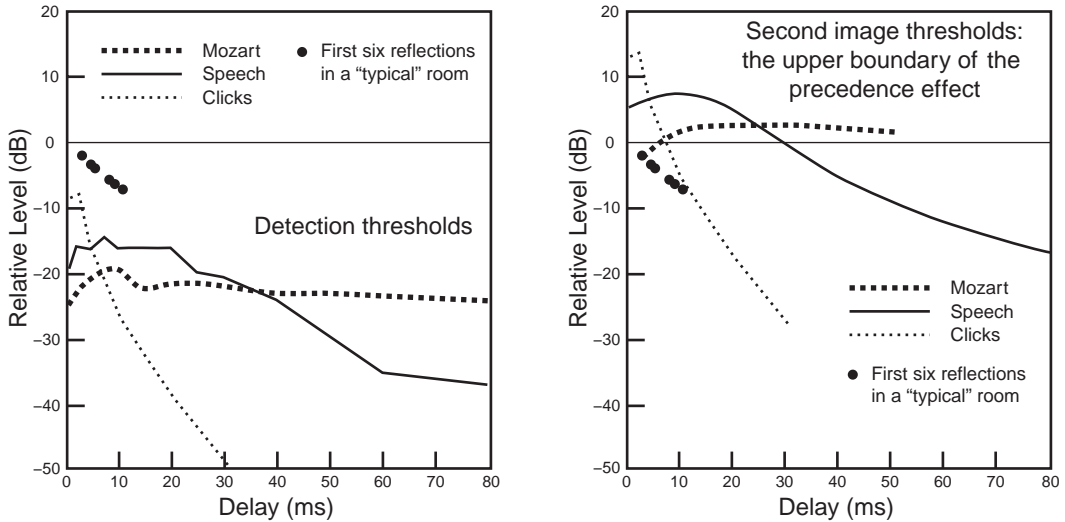 20
10
0
–10
–20
–30
–40
–50
Relative Level (dB)
Mozart
Speech
Clicks
First six reflections
in a “typical” room
Detection thresholds
0 10 20 30 40 50 60 70 80
Delay (ms)
20
10
0
–10
–20
–30
–40
–50
Relative Level (dB)
Second image thresholds:
the upper boundary of the
precedence effect
Mozart
Speech
Clicks
First six reflections
in a “typical” room
0 10 20 30 40 50 60 70 80
Delay (ms)